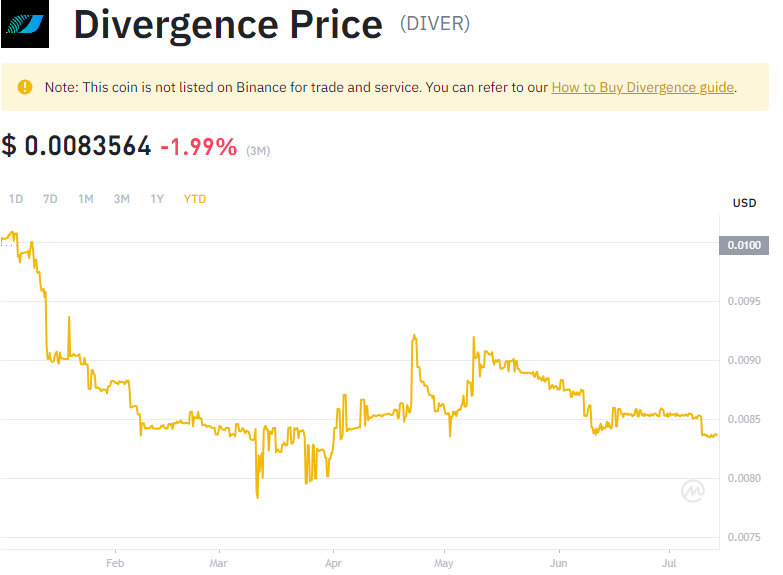 Divergence Price (DIVER)
Note: This coin is not listed on Binance for trade and service. You can refer to our How to Buy Divergence guide.
$ 0.0083564 -1.99% (3M)
1D 7D 1M 3M 1Y YTD
USD
0.0100
0.0095
0.0090
0.0085
0.0080
0.0075
Feb Mar Apr May Jun Jul